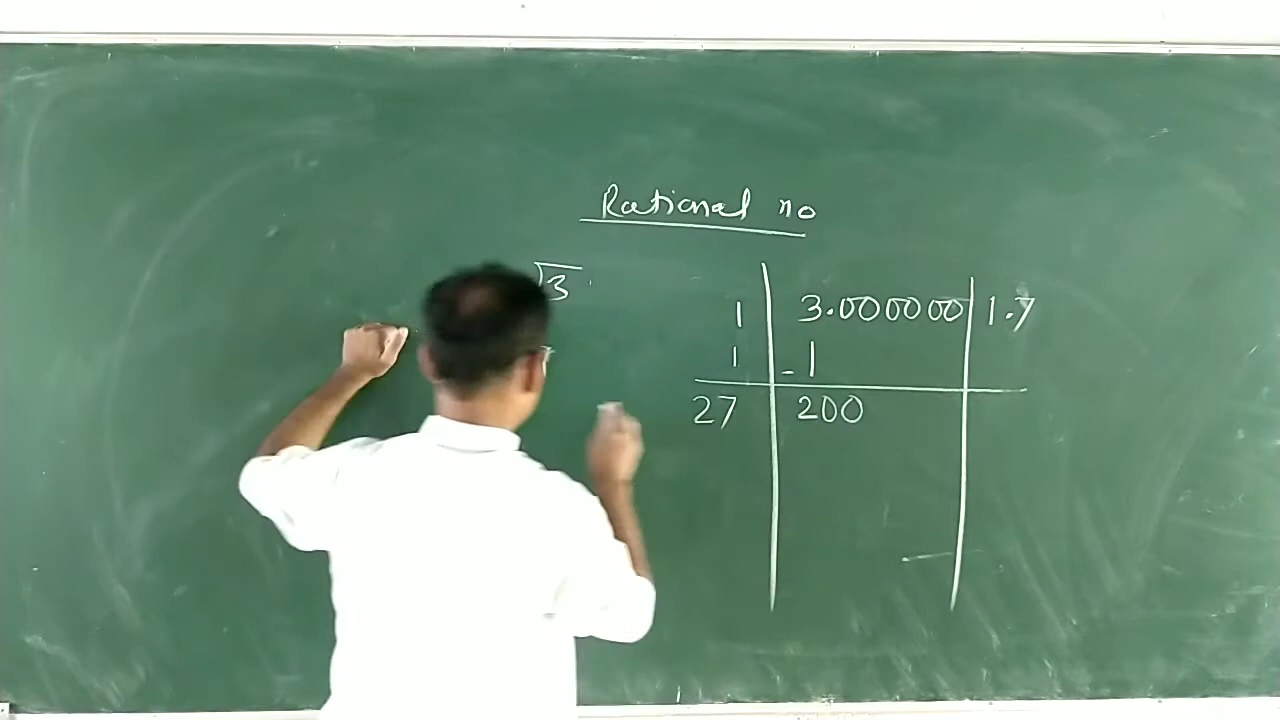 Rational no
√3
1 3.000000 1.7
1 - 1
27 200